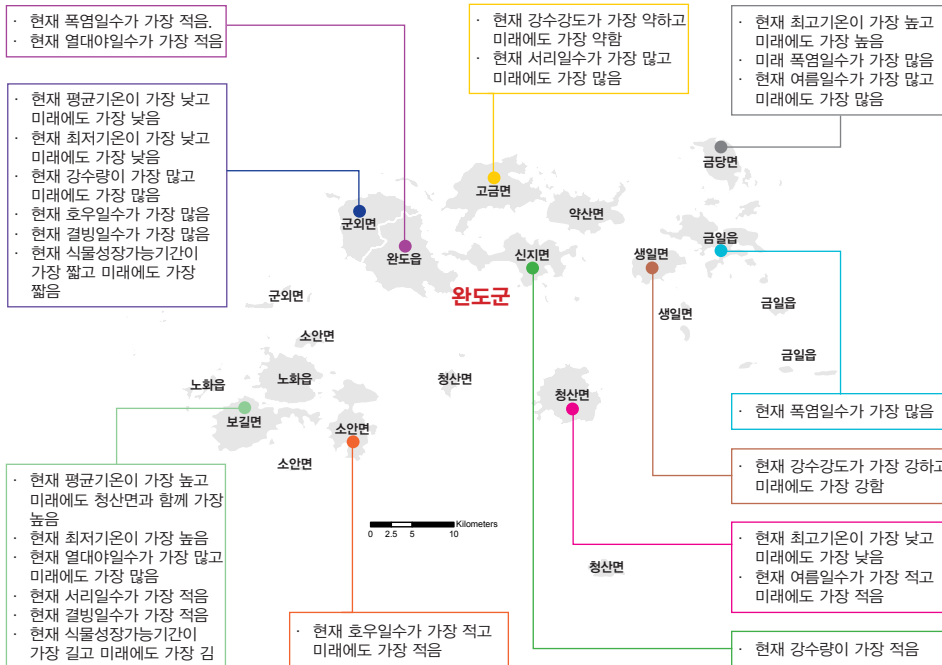 · 현재 폭염일수가 가장 적음.
· 현재 열대야일수가 가장 적음
· 현재 강수강도가 가장 약하고
미래에도 가장 약함
· 현재 서리일수가 가장 많고
미래에도 가장 많음
· 현재 최고기온이 가장 높고
미래에도 가장 높음
· 미래 폭염일수가 가장 많음
· 현재 여름일수가 가장 많고
미래에도 가장 많음
· 현재 평균기온이 가장 낮고
미래에도 가장 낮음
· 현재 최저기온이 가장 낮고
미래에도 가장 낮음
· 현재 강수량이 가장 많고
미래에도 가장 많음
· 현재 호우일수가 가장 많음
· 현재 결빙일수가 가장 많음
· 현재 식물성장가능기간이
가장 짧고 미래에도 가장
짧음
금당면
고금면
약산면
군외면
금일읍
완도읍
신지면
생일면
완도군
군외면
생일면
금일읍
소안면
금일읍
노화읍
노화읍
청산면
청산면
보길면
소안면
소안면
· 현재 폭염일수가 가장 많음
· 현재 강수강도가 가장 강하고
미래에도 가장 강함
· 현재 평균기온이 가장 높고
미래에도 청산면과 함께 가장
높음
· 현재 최저기온이 가장 높음
· 현재 열대야일수가 가장 많고
미래에도 가장 많음
· 현재 서리일수가 가장 적음
· 현재 결빙일수가 가장 적음
· 현재 식물성장가능기간이
가장 길고 미래에도 가장 김
Kilometers
0 2.5 5 10
청산면
· 현재 최고기온이 가장 낮고
미래에도 가장 낮음
· 현재 여름일수가 가장 적고
미래에도 가장 적음
· 현재 호우일수가 가장 적고
미래에도 가장 적음
· 현재 강수량이 가장 적음